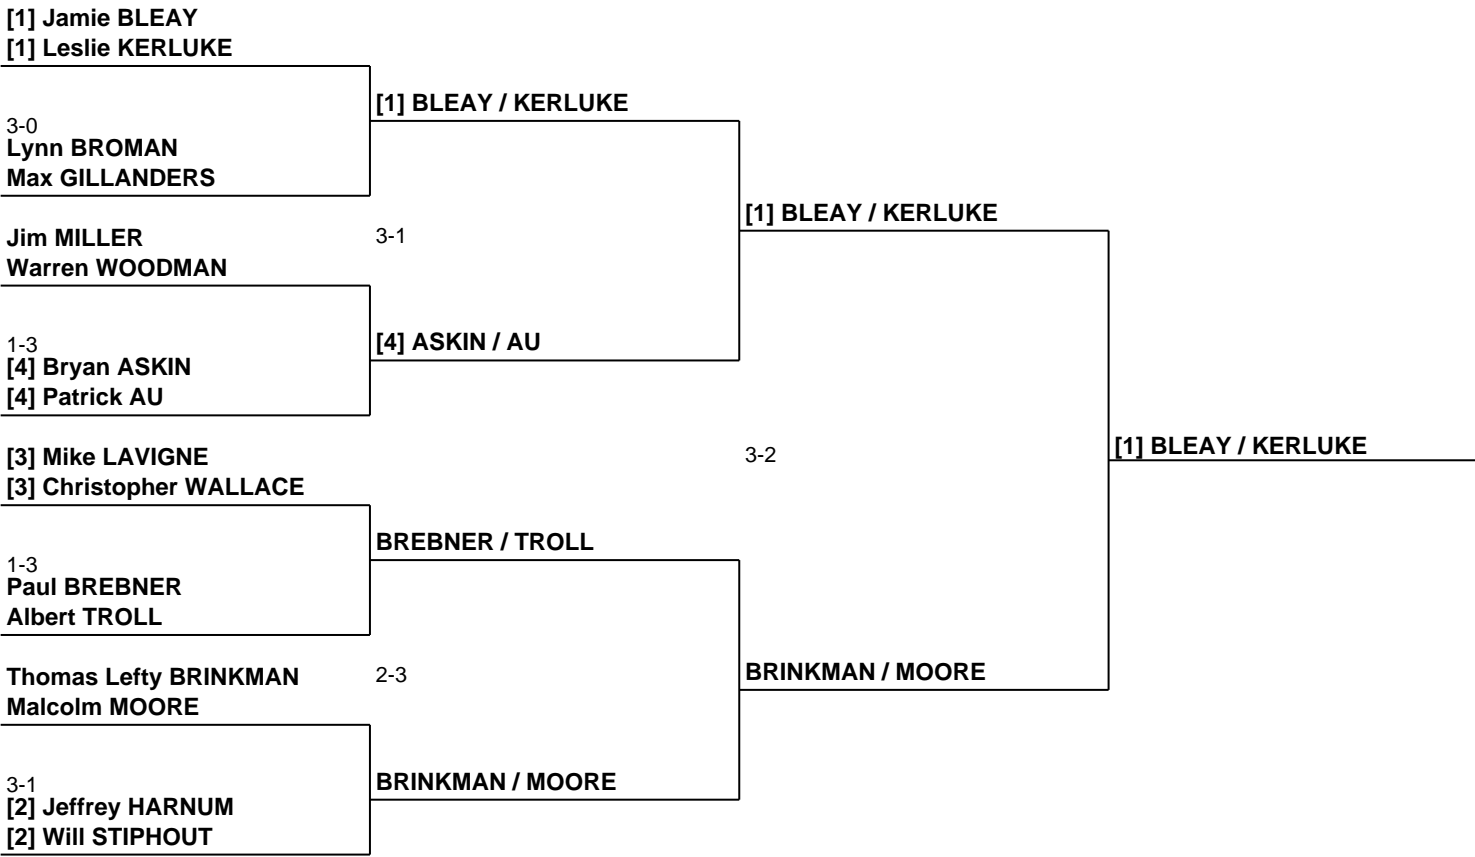 [1] Jamie BLEAY
[1] Leslie KERLUKE
[1] BLEAY / KERLUKE
3-0
Lynn BROMAN
Max GILLANDERS
[1] BLEAY / KERLUKE
Jim MILLER
3-1
Warren WOODMAN
[4] ASKIN / AU
1-3
[4] Bryan ASKIN
[4] Patrick AU
[1] BLEAY / KERLUKE
[3] Mike LAVIGNE
3-2
[3] Christopher WALLACE
BREBNER / TROLL
1-3
Paul BREBNER
Albert TROLL
BRINKMAN / MOORE
Thomas Lefty BRINKMAN
2-3
Malcolm MOORE
BRINKMAN / MOORE
3-1
[2] Jeffrey HARNUM
[2] Will STIPHOUT